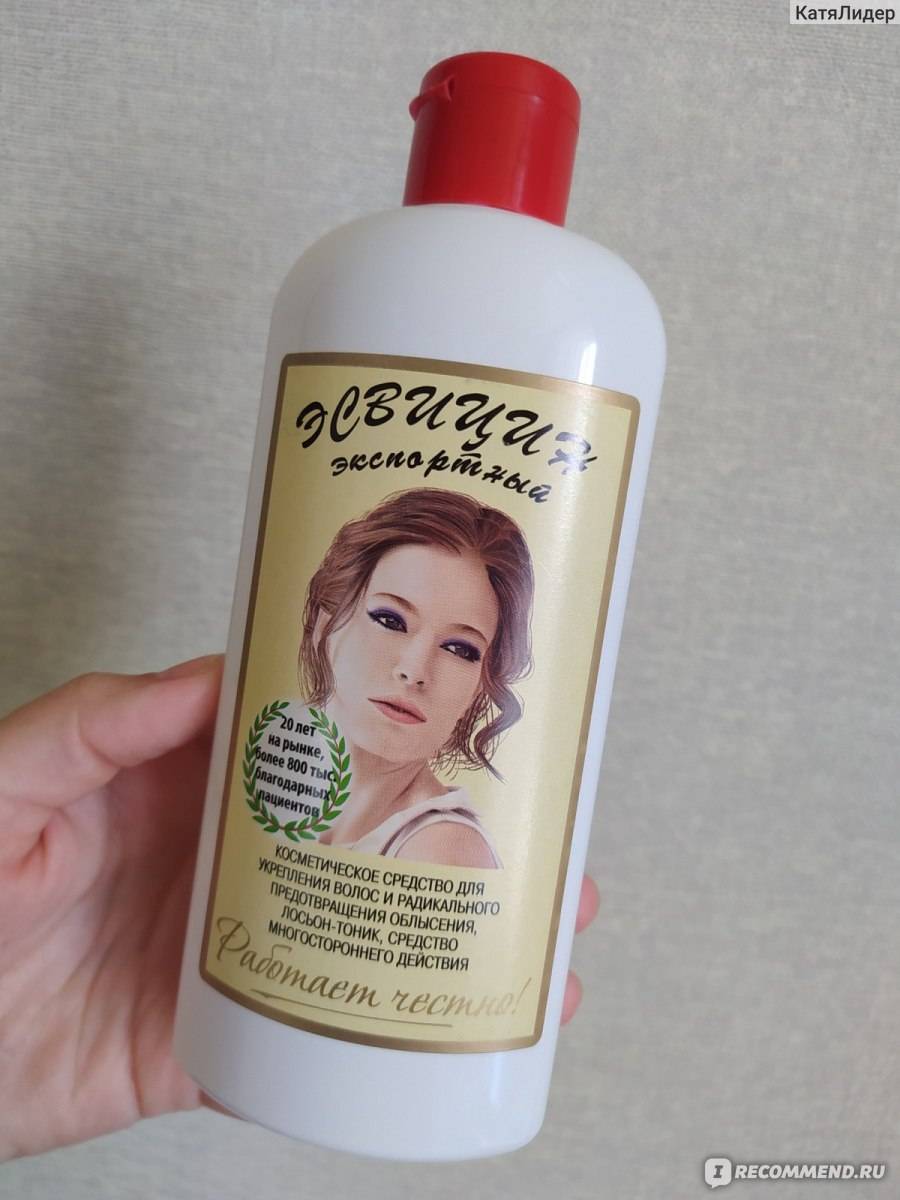 КатяЛидер
ЭСВИЦИН
экспортный
20 лет
на рынке,
более 800 тыс.
благодарных
пациентов
КОСМЕТИЧЕСКОЕ СРЕДСТВО ДЛЯ
УКРЕПЛЕНИЯ ВОЛОС И РАДИКАЛЬНОГО
ПРЕДОТВРАЩЕНИЯ ОБЛЫСЕНИЯ,
ЛОСЬОН-ТОНИК, СРЕДСТВО
МНОГОСТОРОННЕГО ДЕЙСТВИЯ
Работает честно!
IRECOMMEND.RU